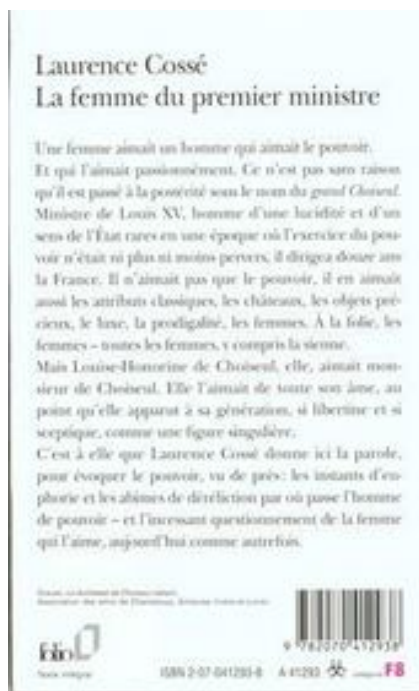 Laurence Cossé
La femme du premier ministre
Une femme aimait un homme qui aimait le pouvoir.
Et qui l'aimait passionnément. Ce n'est pas sans raison
qu'il est passé à la postérité sous le nom du grand Choiseul.
Ministre de Louis XV, homme d'une lucidité et d'un
sens de l'État rares en une époque où l'exercice du pou-
voir n'était ni plus ni moins pervers, il dirigea douze ans
la France. Il n'aimait pas que le pouvoir, il en aimait
aussi les attributs classiques, les châteaux, les objets pré-
cieux, le luxe, la prodigalité, les femmes. À la folie, les
femmes – toutes les femmes, y compris la sienne.
Mais Louise-Honorine de Choiseul, elle, aimait mon-
sieur de Choiseul. Elle l'aimait de toute son âme, au
point qu'elle apparut à sa génération, si libertine et si
sceptique, comme une figure singulière.
C'est à elle que Laurence Cossé donne ici la parole,
pour évoquer le pouvoir, vu de près : les instants d'eu-
phorie et les abîmes de déréliction par où passe l'homme
de pouvoir – et l'incessant questionnement de la femme
qui l'aime, aujourd'hui comme autrefois.
folio
Texte intégral
9 782070 412938
ISBN 2-07-041293-8 A 41293 F8